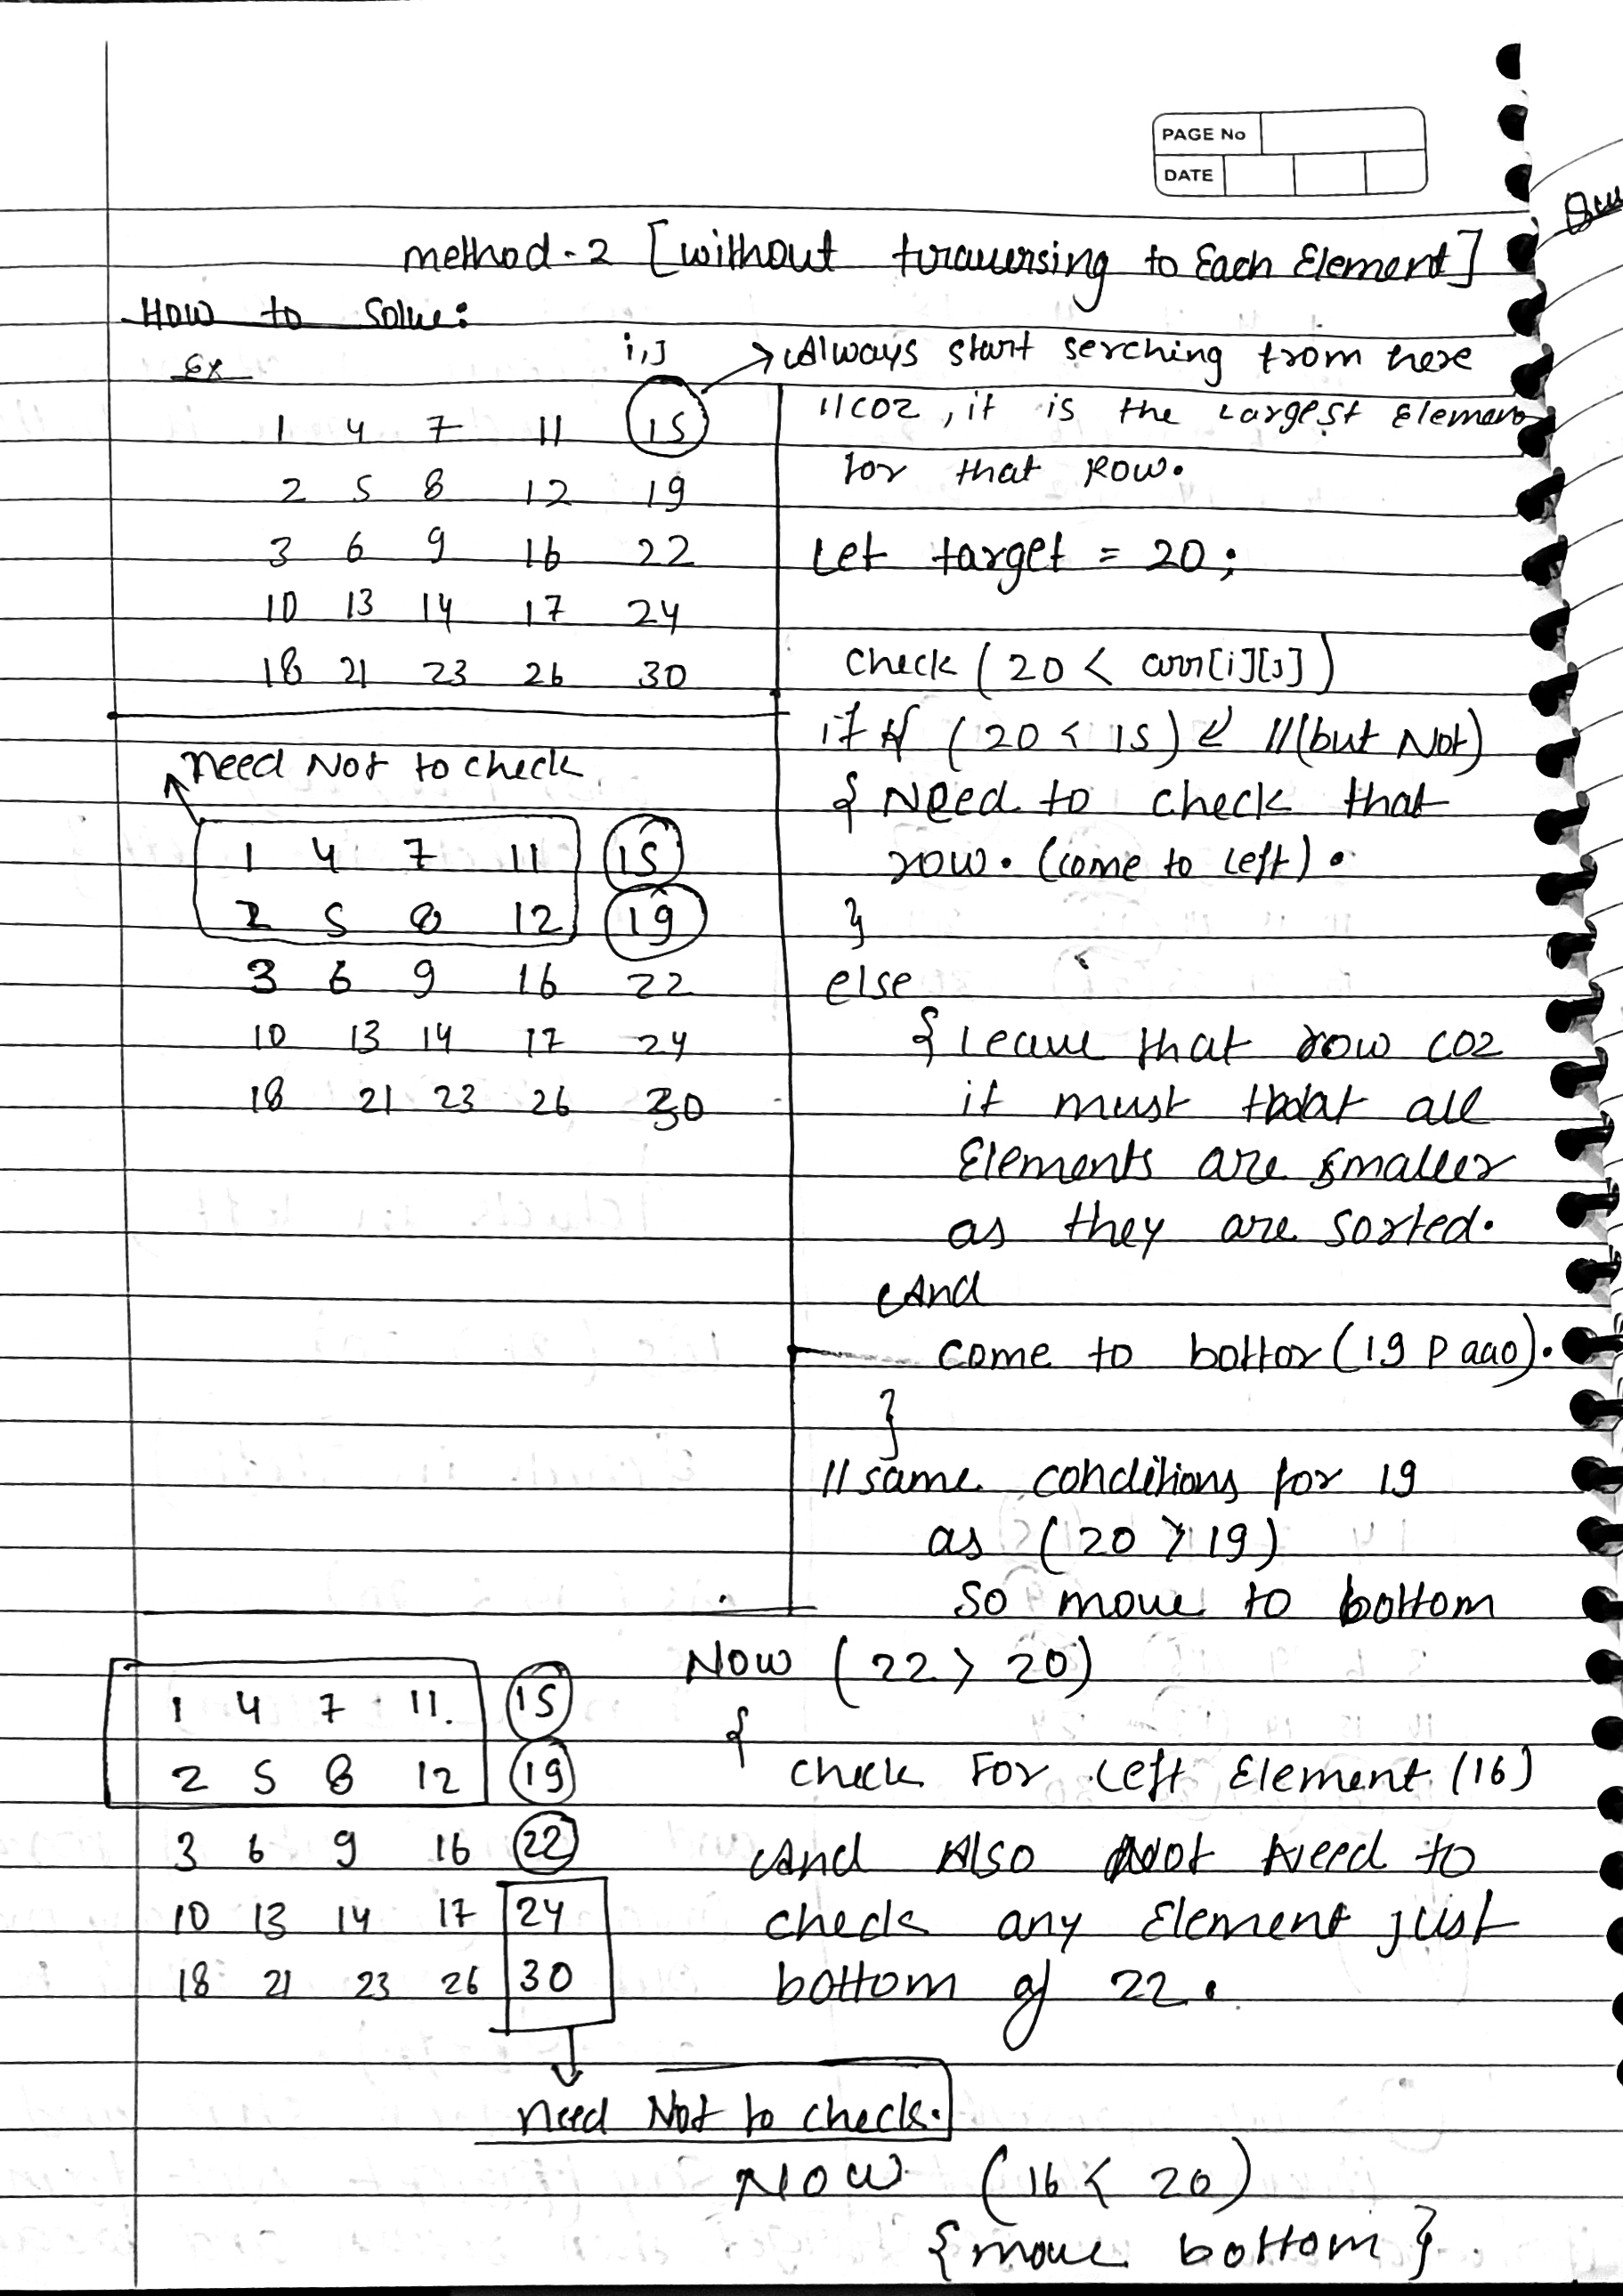 PAGE No
DATE
method-2 [without traversing to Each Element]
How to Solve:
Ex
i,j
Always start serching from here
1 4 7 11 15
//coz, it is the Largest Element
for that Row.
2 5 8 12 19
3 6 9 16 22
Let target = 20;
10 13 14 17 24
18 21 23 26 30
check (20 < arr[i][j])
if (20 < 15) //(but Not)
{ Need to check that
row. (come to left).
}
else
{ leave that row coz
it must that all
Elements are smaller
as they are sorted.
And
come to bottor (19 p aao).
}
//same conditions for 19
as (20 > 19)
so move to bottom
need Not to check
1 4 7 11 15
2 5 8 12 19
3 6 9 16 22
10 13 14 17 24
18 21 23 26 30
Now (22 > 20)
{
check For Left Element (16)
And Also Not Need to
check any Element just
bottom of 22.
1 4 7 11. 15
2 5 8 12 19
3 6 9 16 22
10 13 14 17 24
18 21 23 26 30
need Not to check.
Now (16 < 20)
{move bottom}.